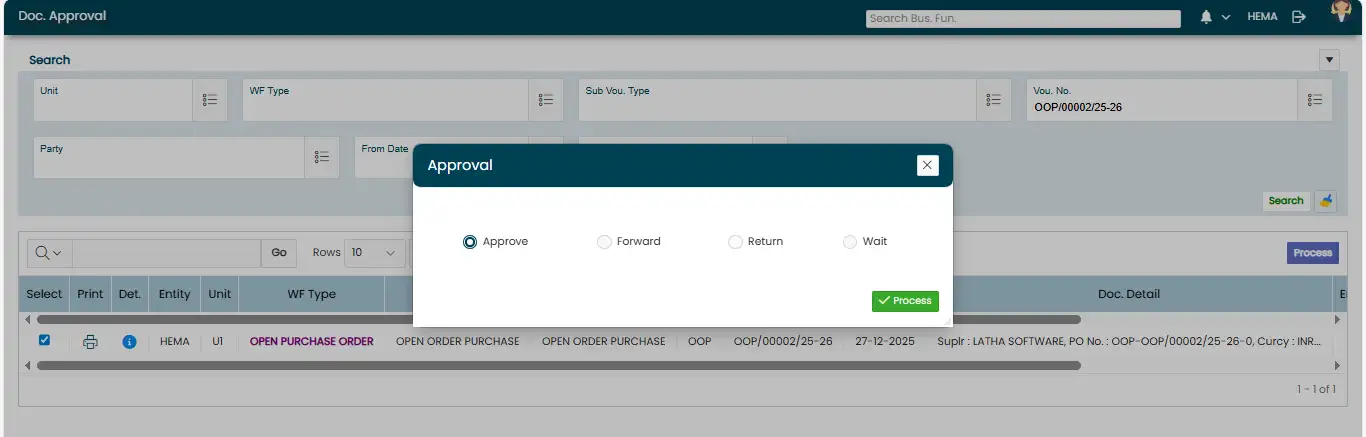 Doc. Approval
Search Bus. Fun.
HEMA
Search
Unit
WF Type
Sub Vou. Type
Vou. No.
OOP/00002/25-26
Party
From Date
Approval
Search
Approve
Forward
Return
Wait
Go
Rows
10
Process
Process
Select
Print
Det.
Entity
Unit
WF Type
Doc. Detail
HEMA
U1
OPEN PURCHASE ORDER
OPEN ORDER PURCHASE
OPEN ORDER PURCHASE
OOP
OOP/00002/25-26
27-12-2025
Suplr : LATHA SOFTWARE, PO No. : OOP-OOP/00002/25-26-0, Curcy : INR...
1 - 1 of 1